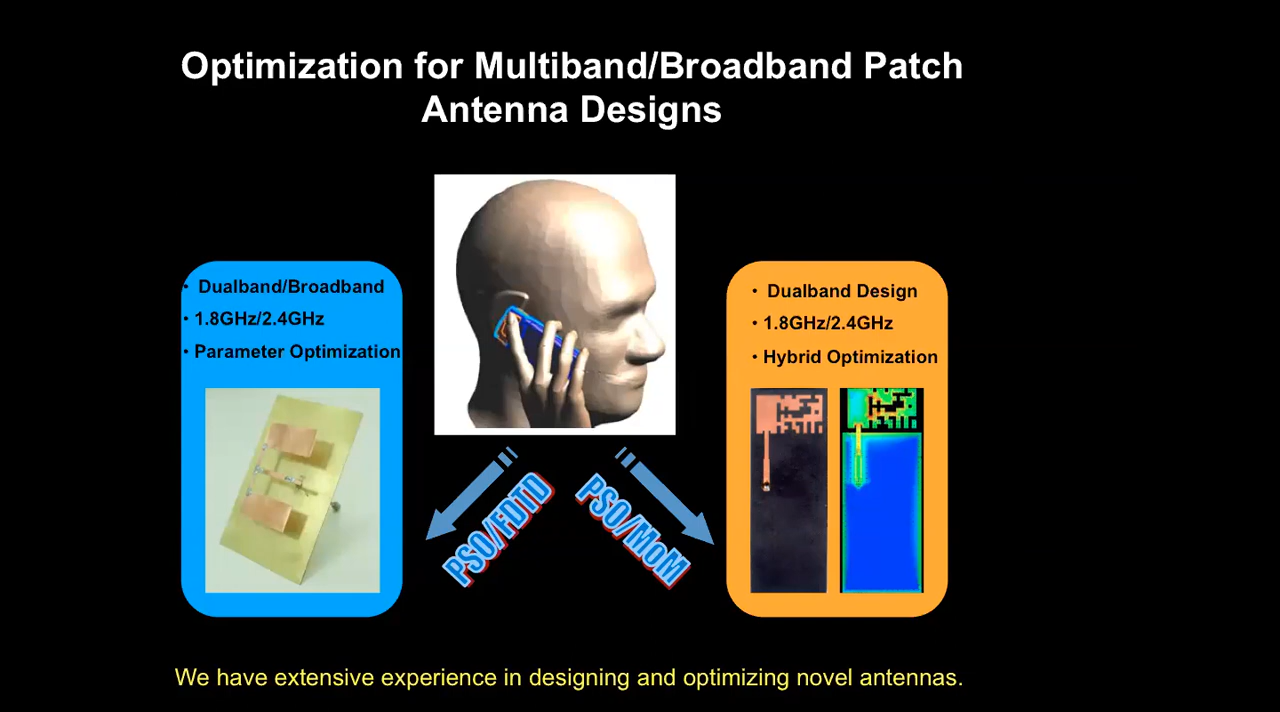 Optimization for Multiband/Broadband Patch
Antenna Designs
• Dualband/Broadband
• 1.8GHz/2.4GHz
• Parameter Optimization
PSO/FDTD
PSO/MoM
• Dualband Design
• 1.8GHz/2.4GHz
• Hybrid Optimization
We have extensive experience in designing and optimizing novel antennas.